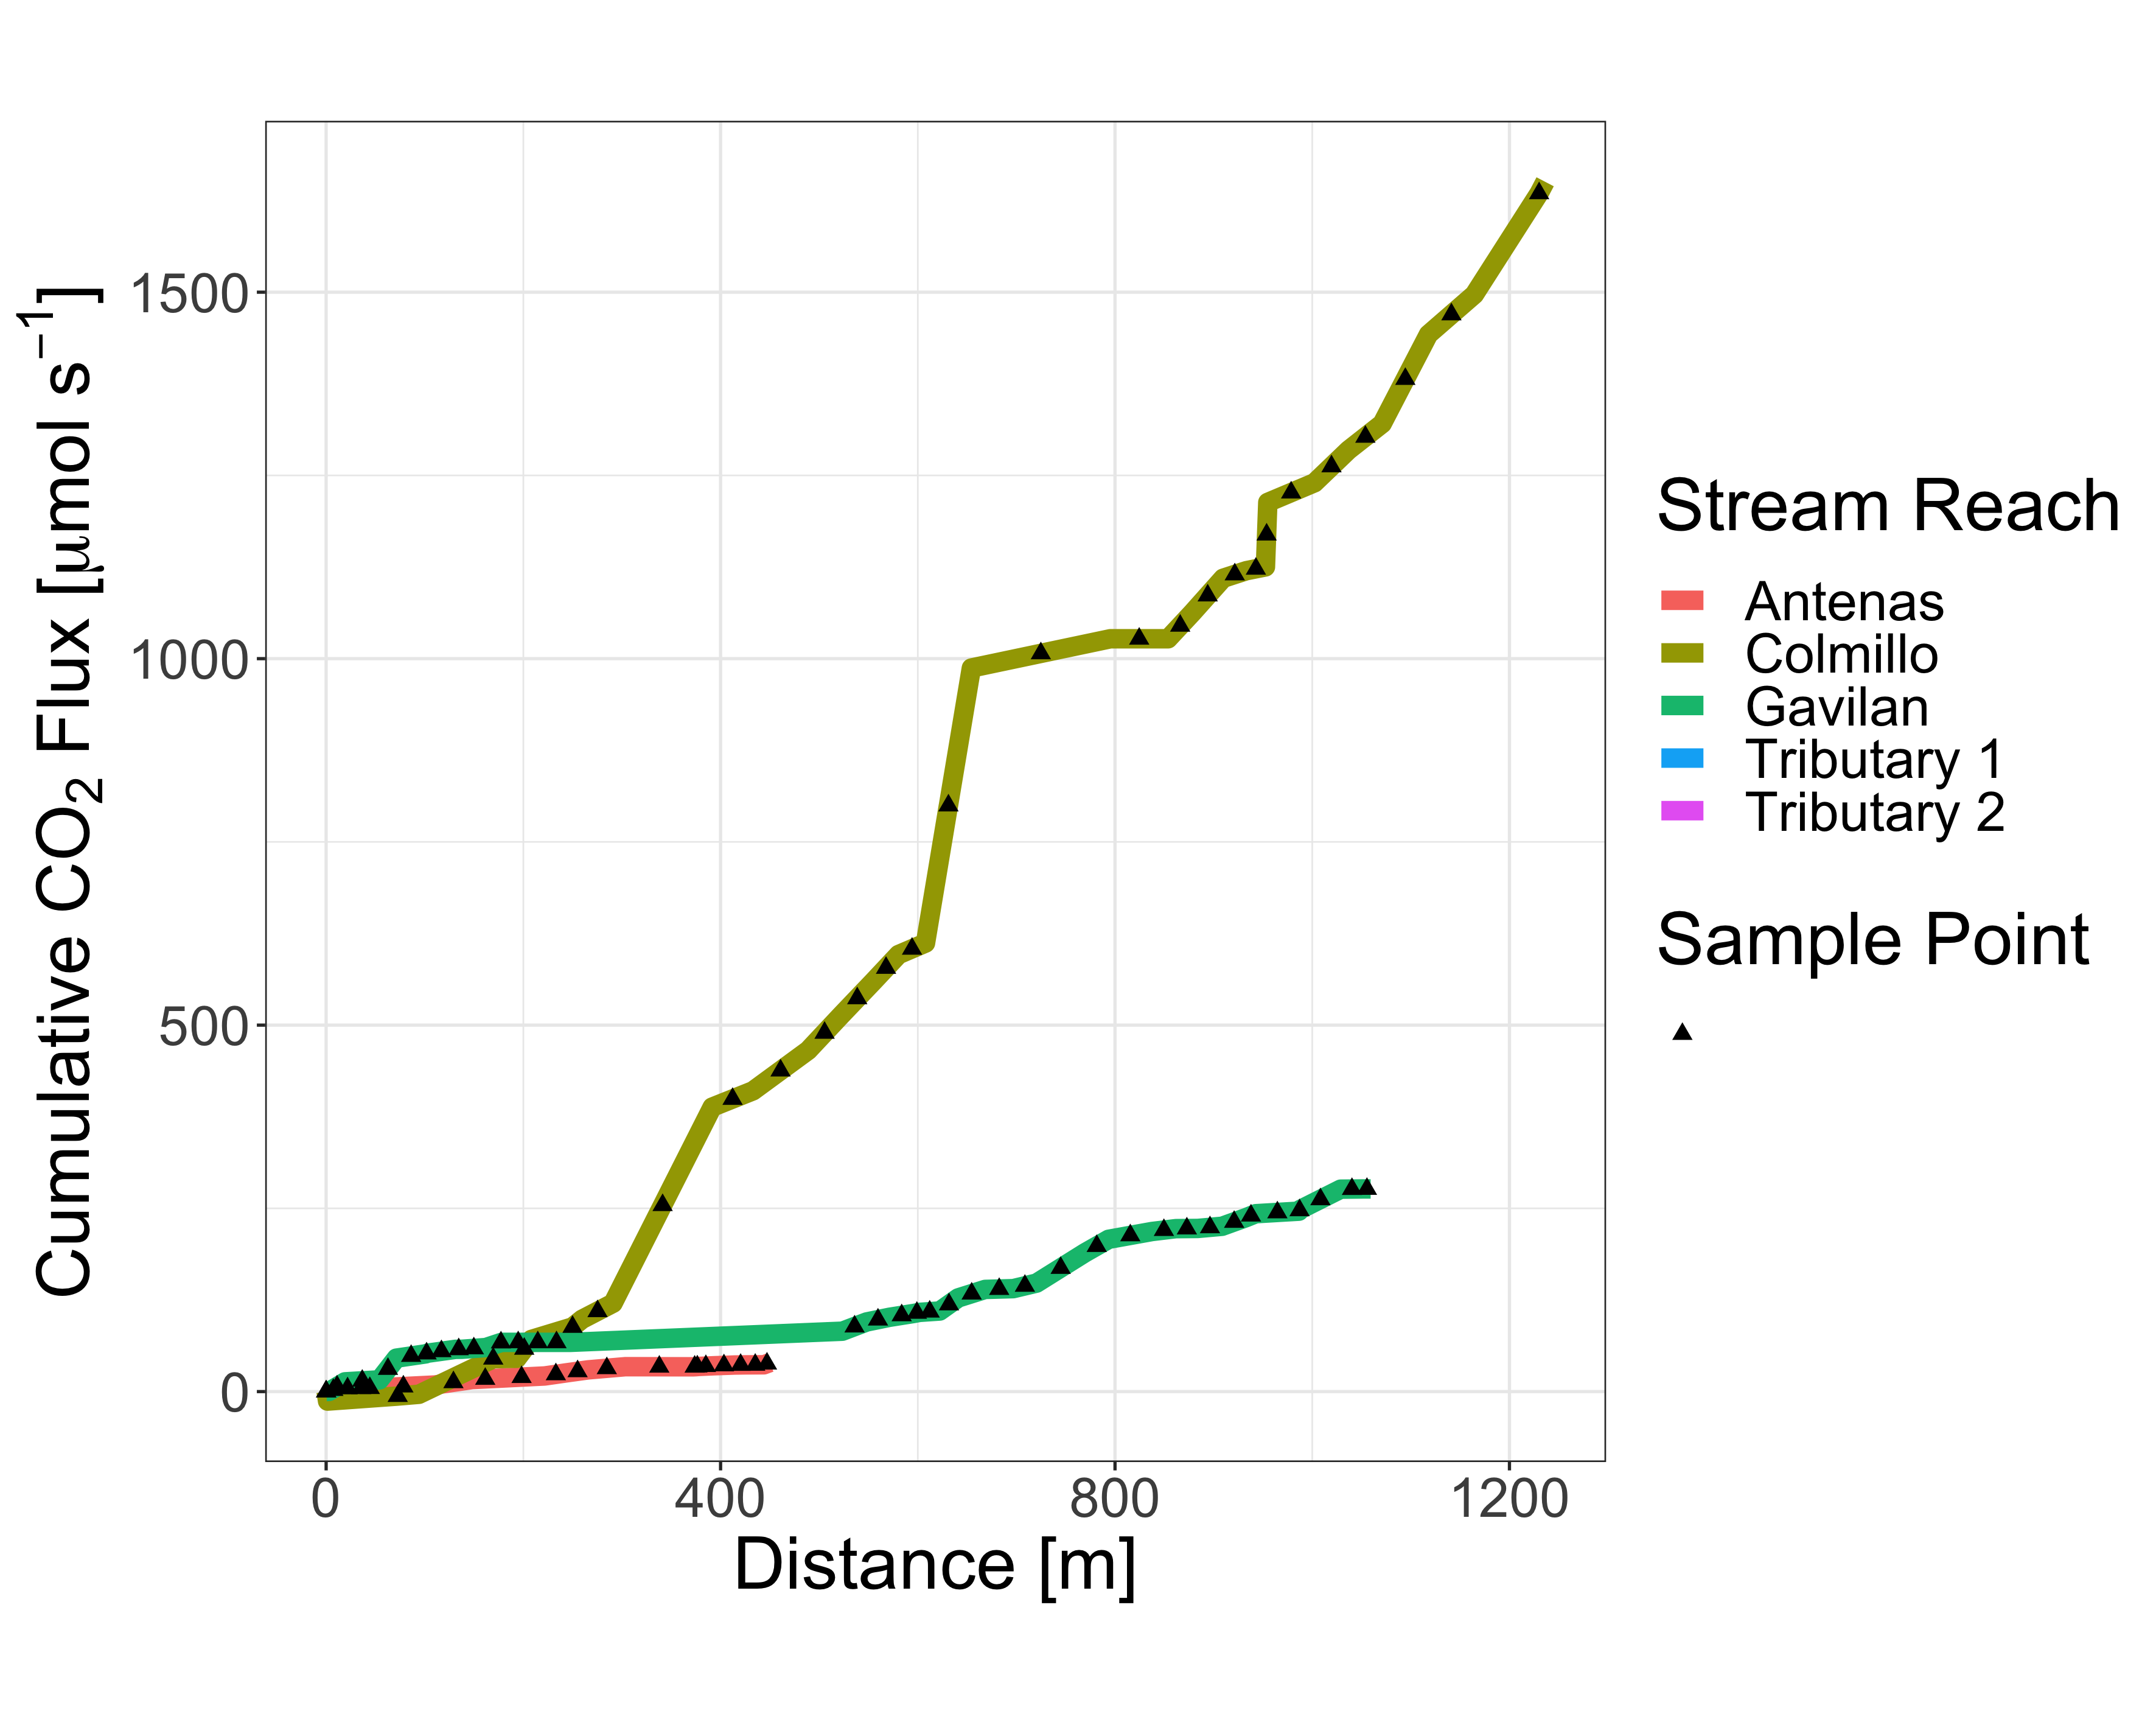 Cumulative CO₂ Flux [μmol s⁻¹]
1500
1000
500
0
0 400 800 1200
Distance [m]
Stream Reach
Antenas
Colmillo
Gavilan
Tributary 1
Tributary 2
Sample Point